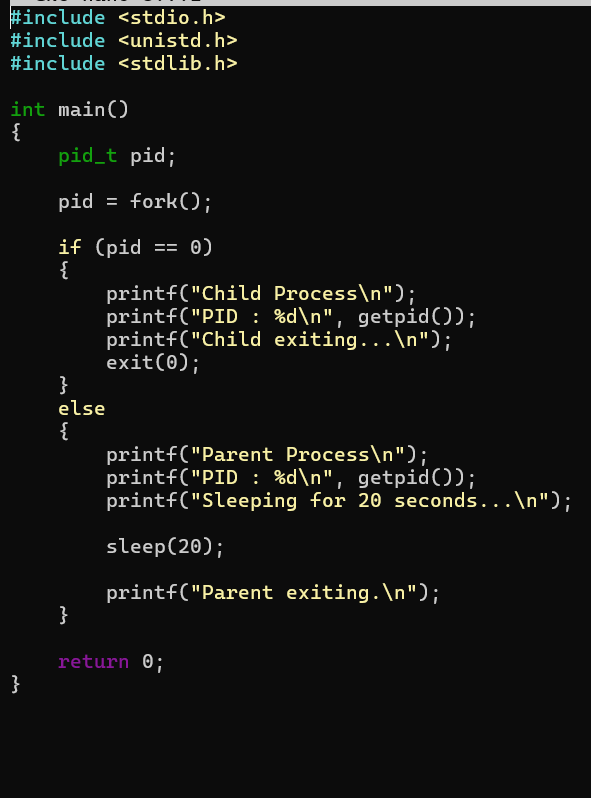 #include <stdio.h>
#include <unistd.h>
#include <stdlib.h>

int main()
{
    pid_t pid;

    pid = fork();

    if (pid == 0)
    {
        printf("Child Process\n");
        printf("PID : %d\n", getpid());
        printf("Child exiting...\n");
        exit(0);
    }
    else
    {
        printf("Parent Process\n");
        printf("PID : %d\n", getpid());
        printf("Sleeping for 20 seconds...\n");

        sleep(20);

        printf("Parent exiting.\n");
    }

    return 0;
}